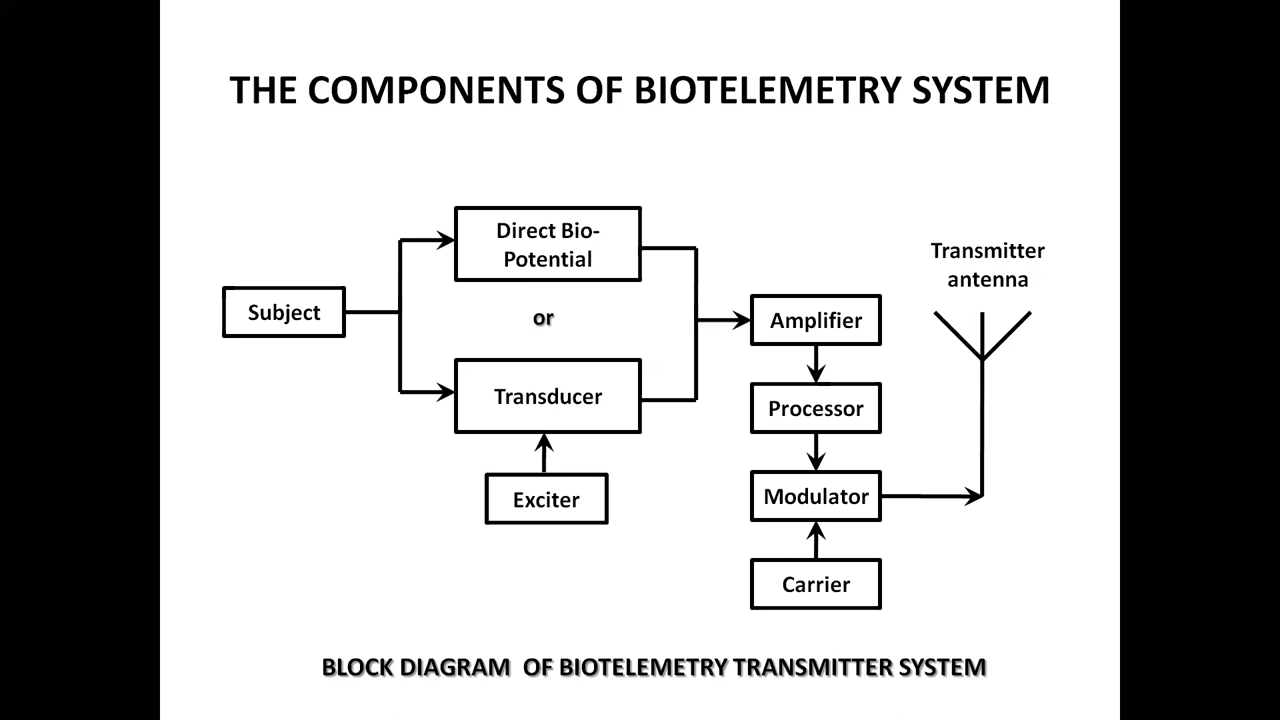 THE COMPONENTS OF BIOTELEMETRY SYSTEM
Direct Bio-
Potential
Transmitter
antenna
Subject
or
Amplifier
Transducer
Processor
Exciter
Modulator
Carrier
BLOCK DIAGRAM OF BIOTELEMETRY TRANSMITTER SYSTEM